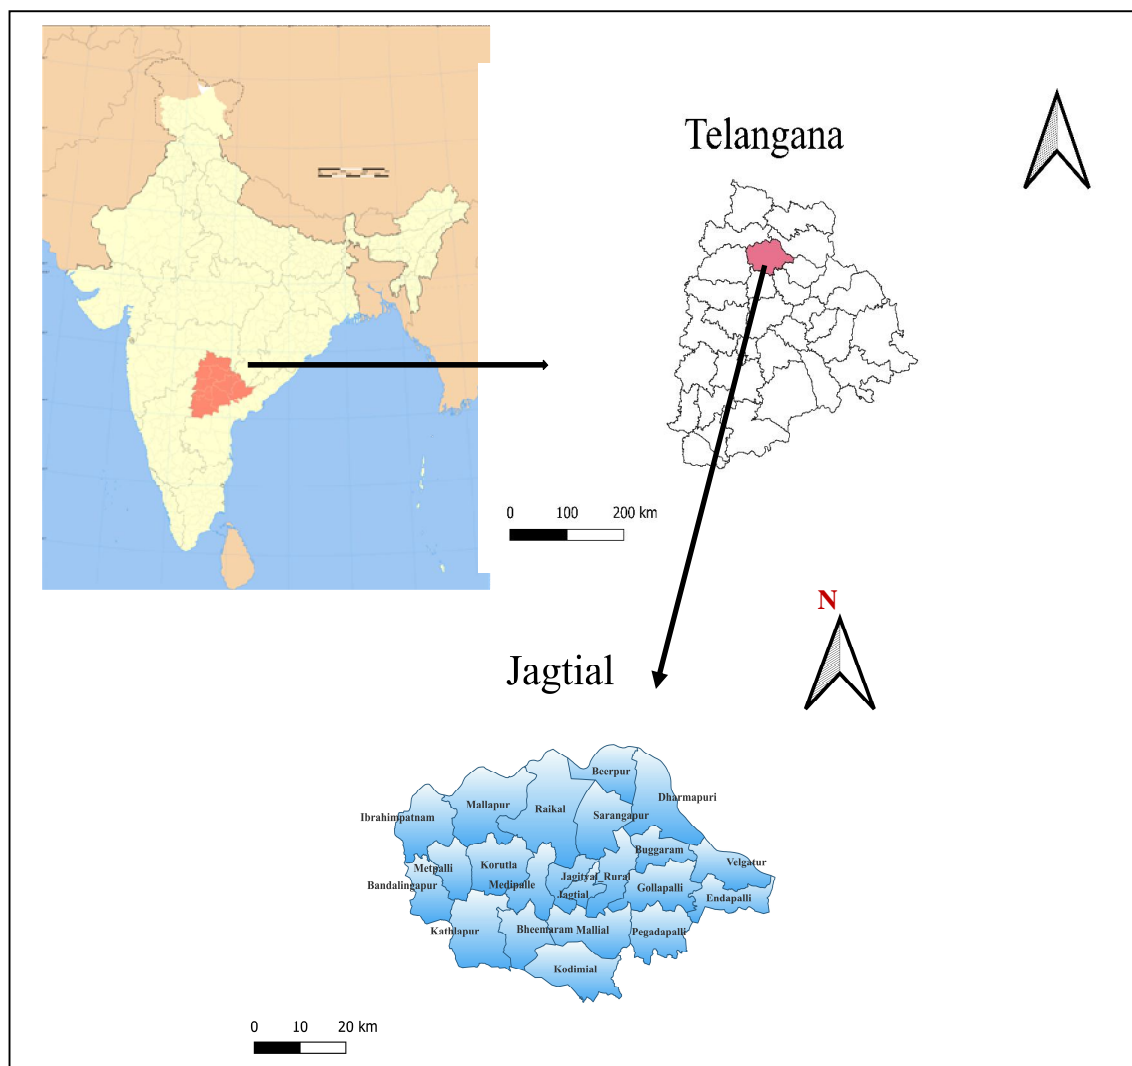 Telangana
0 100 200 km
N
Jagtial
Beerpur
Dharmapuri
Mallapur
Raikal
Ibrahimpatnam
Sarangapur
Buggaram
Velgatur
Metpalli
Korutla
Jagityal_Rural
Bandalingapur
Medipalle
Gollapalli
Jagtial
Endapalli
Kathlapur
Bheemaram
Mallial
Pegadapalli
Kodimial
0 10 20 km